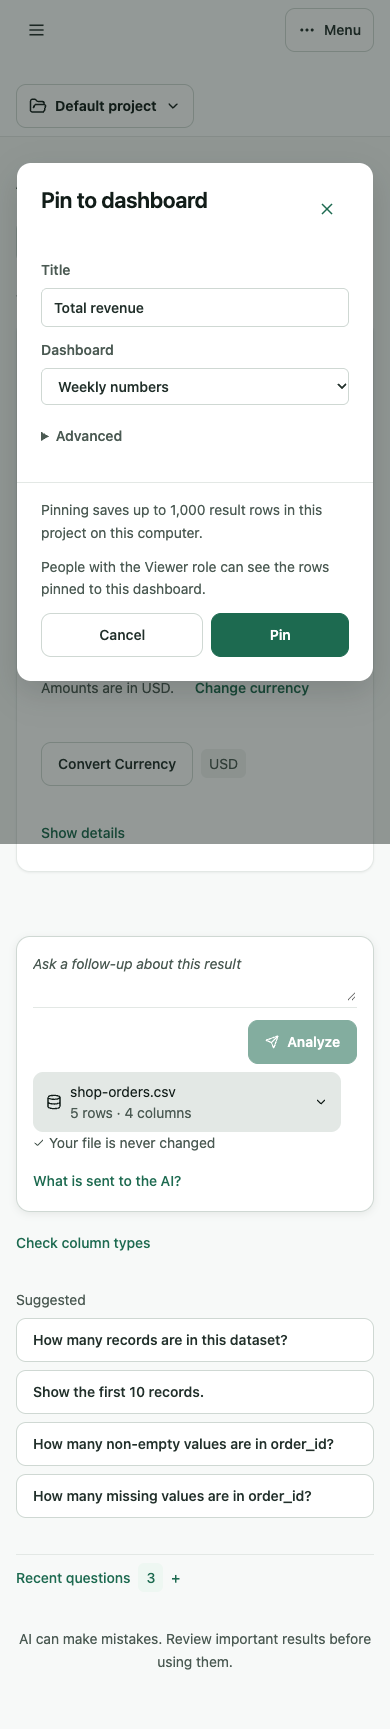 Menu
Default project
Pin to dashboard
Title
Total revenue
Dashboard
Weekly numbers
Advanced
Pinning saves up to 1,000 result rows in this
project on this computer.
People with the Viewer role can see the rows
pinned to this dashboard.
Cancel
Pin
Amounts are in USD. Change currency
Convert Currency USD
Show details
Ask a follow-up about this result
Analyze
shop-orders.csv
5 rows · 4 columns
Your file is never changed
What is sent to the AI?
Check column types
Suggested
How many records are in this dataset?
Show the first 10 records.
How many non-empty values are in order_id?
How many missing values are in order_id?
Recent questions 3 +
AI can make mistakes. Review important results before
using them.